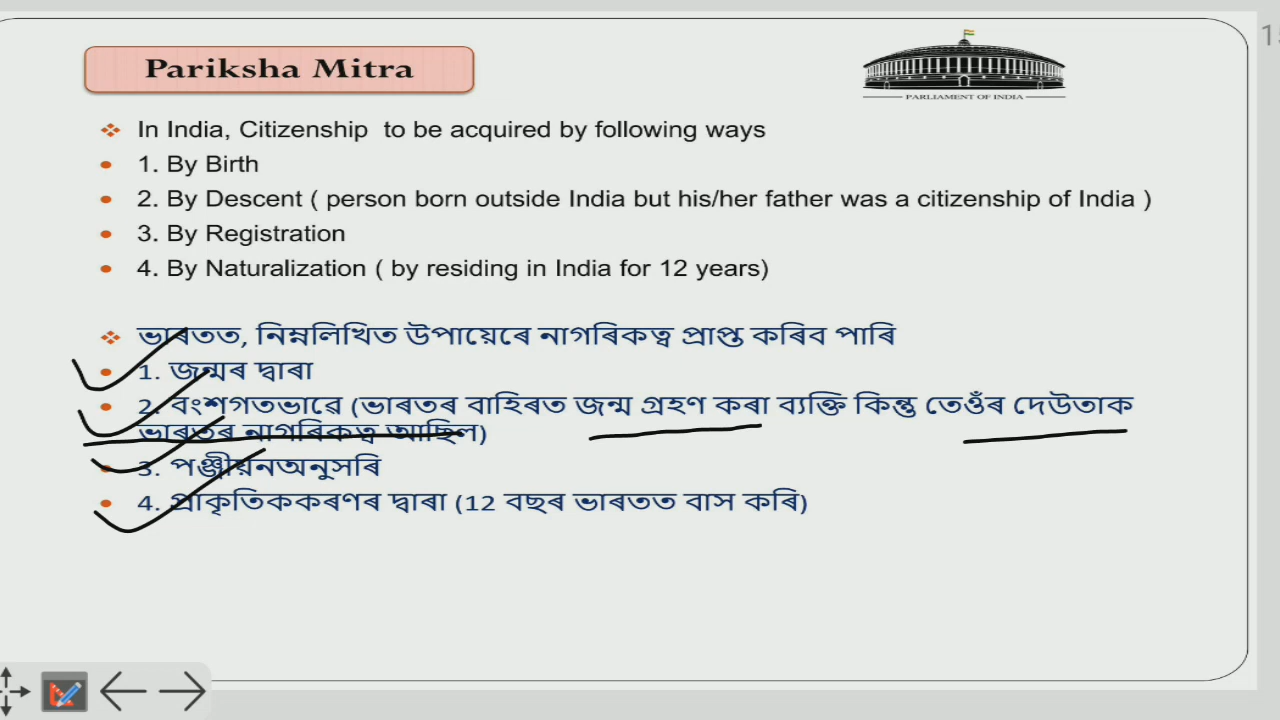 Pariksha Mitra
PARLIAMENT OF INDIA
❖ In India, Citizenship to be acquired by following ways
• 1. By Birth
• 2. By Descent ( person born outside India but his/her father was a citizenship of India )
• 3. By Registration
• 4. By Naturalization ( by residing in India for 12 years)
❖ ভাৰতত, নিম্নলিখিত উপায়েৰে নাগৰিকত্ব প্ৰাপ্ত কৰিব পাৰি
• 1. জন্মৰ দ্বাৰা
• 2. বংশগতভাৱে (ভাৰতৰ বাহিৰত জন্ম গ্ৰহণ কৰা ব্যক্তি কিন্তু তেওঁৰ দেউতাক
ভাৰতৰ নাগৰিকত্ব আছিল)
• 3. পঞ্জীয়নঅনুসৰি
• 4. প্ৰাকৃতিককৰণৰ দ্বাৰা (12 বছৰ ভাৰতত বাস কৰি)